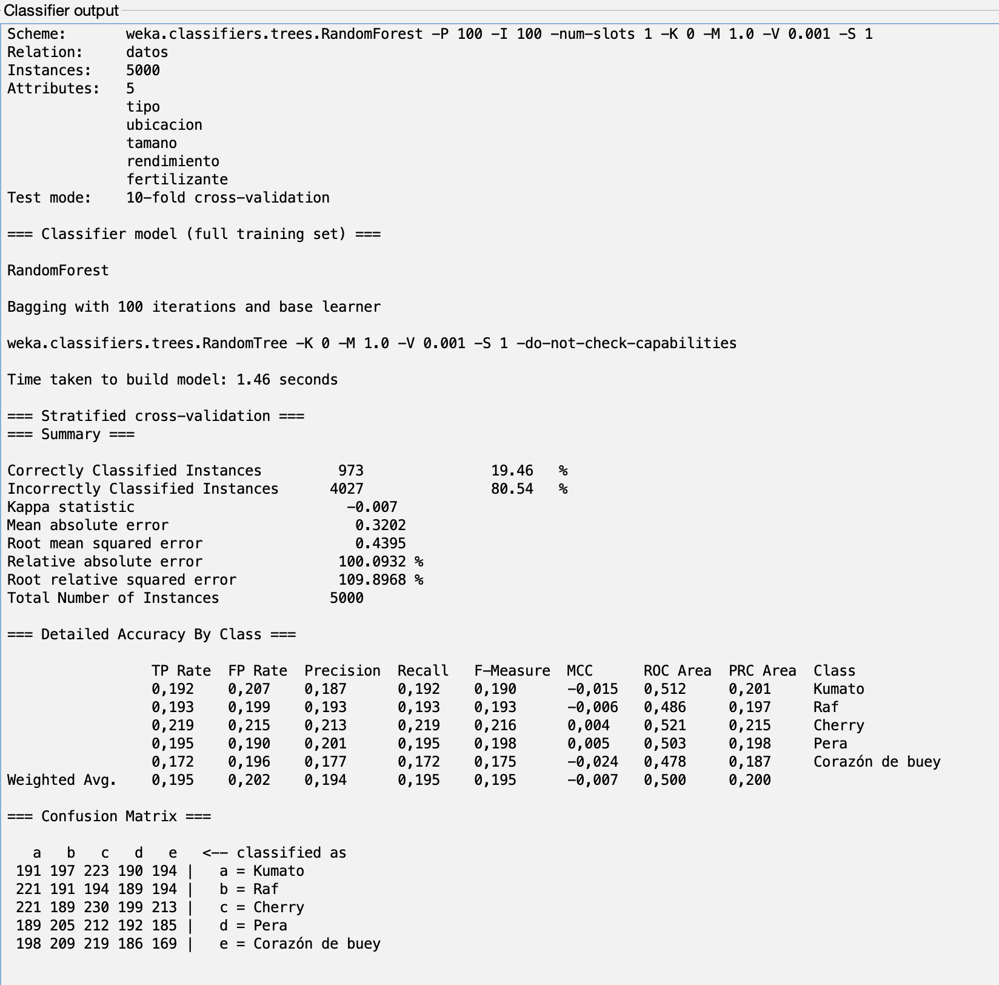 Classifier output
Scheme: weka.classifiers.trees.RandomForest -P 100 -I 100 -num-slots 1 -K 0 -M 1.0 -V 0.001 -S 1
Relation: datos
Instances: 5000
Attributes: 5
tipo
ubicacion
tamano
rendimiento
fertilizante
Test mode: 10-fold cross-validation
=== Classifier model (full training set) ===
RandomForest
Bagging with 100 iterations and base learner
weka.classifiers.trees.RandomTree -K 0 -M 1.0 -V 0.001 -S 1 -do-not-check-capabilities
Time taken to build model: 1.46 seconds
=== Stratified cross-validation ===
=== Summary ===
Correctly Classified Instances 973 19.46 %
Incorrectly Classified Instances 4027 80.54 %
Kappa statistic -0.007
Mean absolute error 0.3202
Root mean squared error 0.4395
Relative absolute error 100.0932 %
Root relative squared error 109.8968 %
Total Number of Instances 5000
=== Detailed Accuracy By Class ===
TP Rate FP Rate Precision Recall F-Measure MCC ROC Area PRC Area Class
0,192 0,207 0,187 0,192 0,190 -0,015 0,512 0,201 Kumato
0,193 0,199 0,193 0,193 0,193 -0,006 0,486 0,197 Raf
0,219 0,215 0,213 0,219 0,216 0,004 0,521 0,215 Cherry
0,195 0,190 0,201 0,195 0,198 0,005 0,503 0,198 Pera
0,172 0,196 0,177 0,172 0,175 -0,024 0,478 0,187 Corazón de buey
Weighted Avg. 0,195 0,202 0,194 0,195 0,195 -0,007 0,500 0,200
=== Confusion Matrix ===
a b c d e <-- classified as
191 197 223 190 194 | a = Kumato
221 191 194 189 194 | b = Raf
221 189 230 199 213 | c = Cherry
189 205 212 192 185 | d = Pera
198 209 219 186 169 | e = Corazón de buey